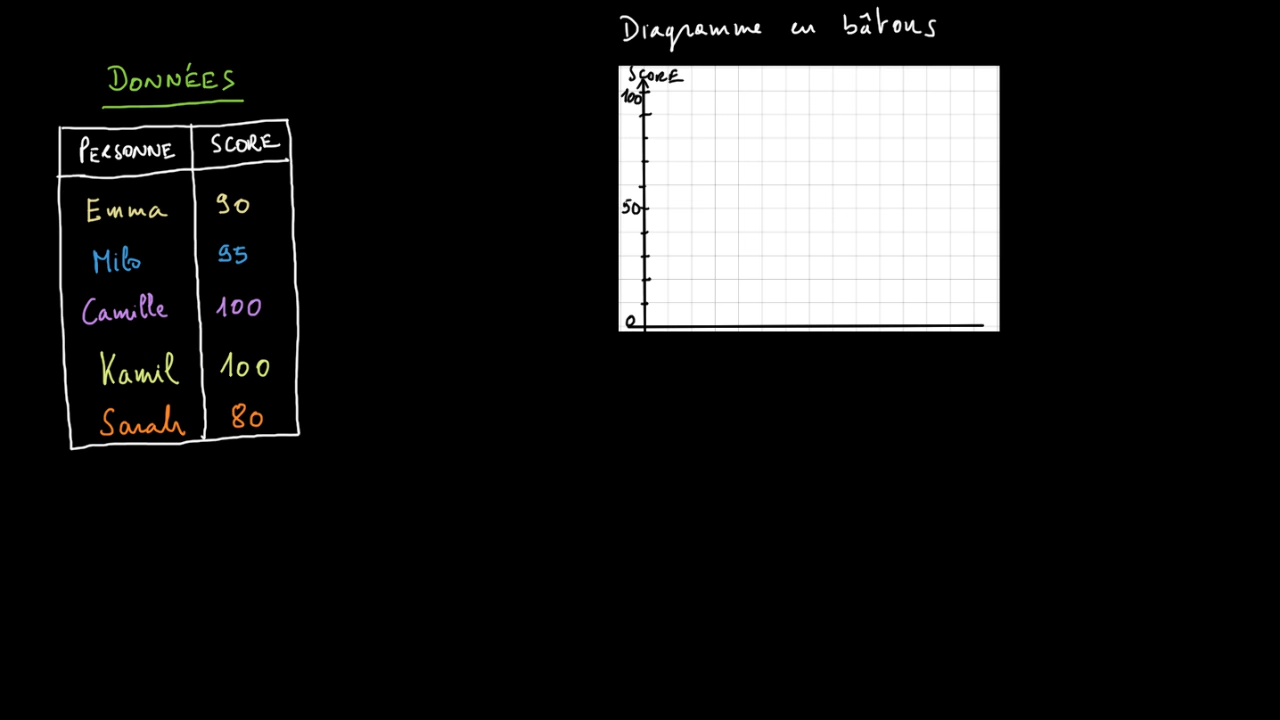 Diagramme en bâtons
DONNÉES
PERSONNE SCORE
Emma 90
Milo 95
Camille 100
Kamil 100
Sarah 80
SCORE
100
50
0